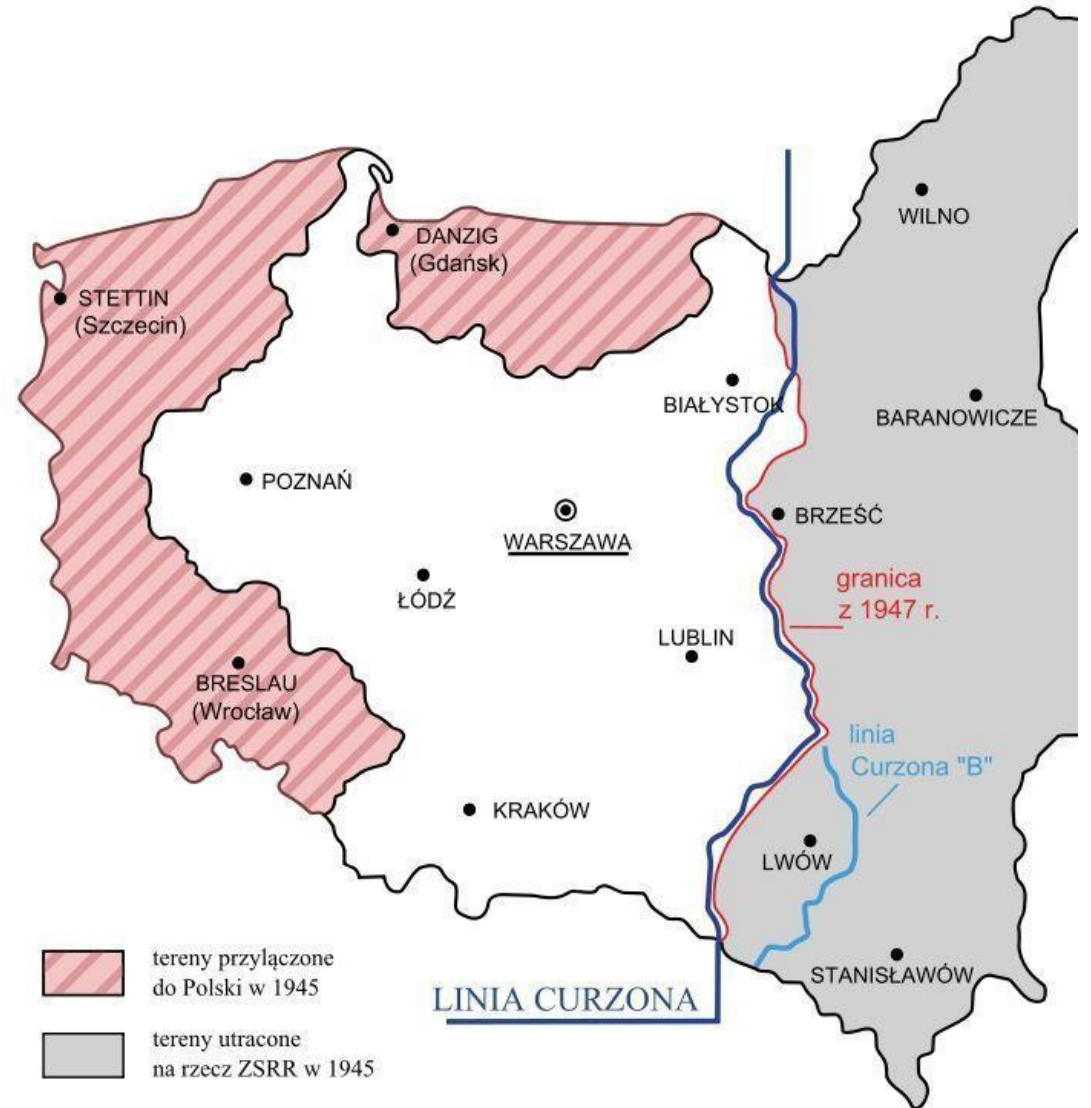 WILNO
DANZIG
(Gdańsk)
STETTIN
(Szczecin)
BIAŁYSTOK
BARANOWICZE
POZNAŃ
WARSZAWA
BRZEŚĆ
ŁÓDŹ
granica
z 1947 r.
LUBLIN
BRESLAU
(Wrocław)
linia
Curzona "B"
KRAKÓW
LWÓW
STANISŁAWÓW
LINIA CURZONA
tereny przyłączone
do Polski w 1945
tereny utracone
na rzecz ZSRR w 1945